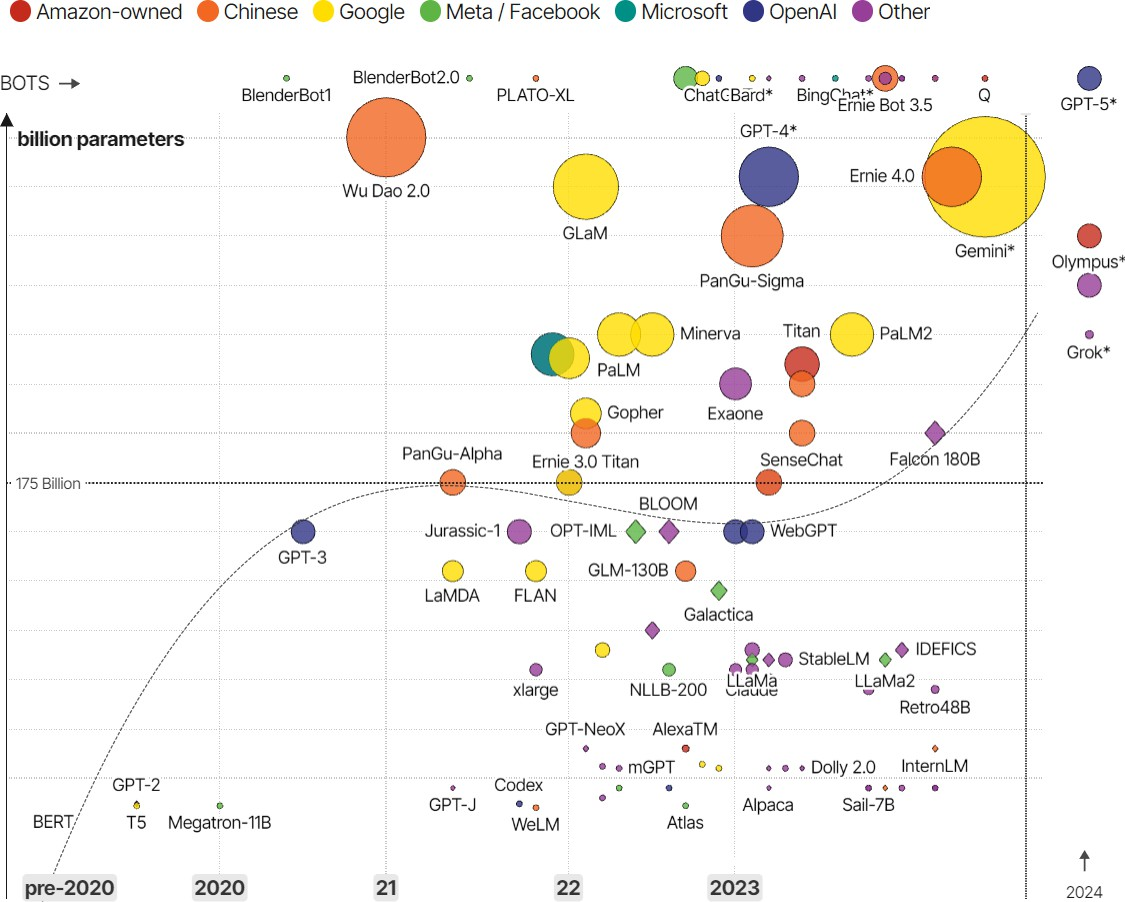 Amazon-owned Chinese Google Meta / Facebook Microsoft OpenAI Other
BOTS → BlenderBot2.0
BlenderBot1 PLATO-XL ChatG Bard* BingChat* Q
Ernie Bot 3.5 GPT-5*
billion parameters GPT-4*
Ernie 4.0
Wu Dao 2.0
GLaM
Gemini*
Olympus*
PanGu-Sigma
Minerva Titan PaLM2
Grok*
PaLM
Gopher Exaone
PanGu-Alpha Ernie 3.0 Titan SenseChat Falcon 180B
175 Billion
BLOOM
Jurassic-1 OPT-IML WebGPT
GPT-3
GLM-130B
LaMDA FLAN
Galactica
IDEFICS
StableLM
LLaMa LLaMa2
xlarge NLLB-200 Claude
Retro48B
GPT-NeoX AlexaTM
mGPT Dolly 2.0 InternLM
GPT-2 Codex
GPT-J Alpaca Sail-7B
BERT T5 Megatron-11B WeLM Atlas
pre-2020 2020 21 22 2023 2024